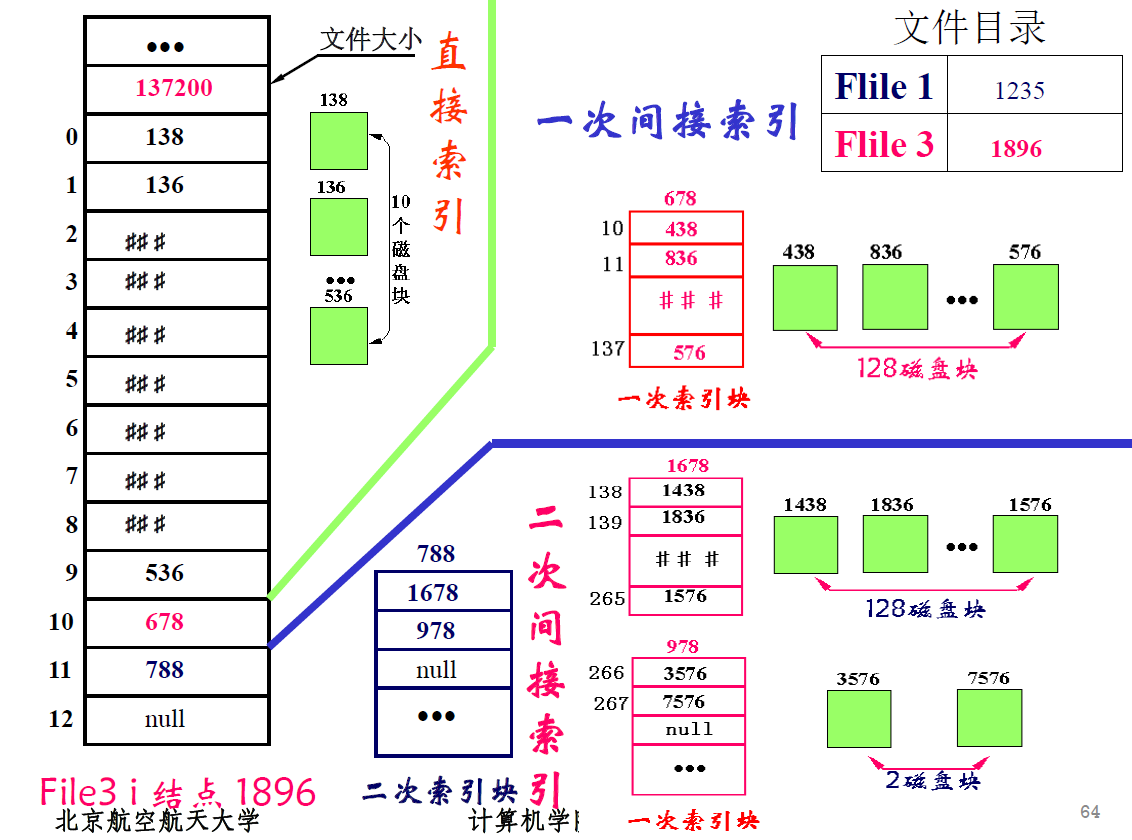 文件大小
•••
137200
0 138
1 136
2 ###
3 ###
4 ###
5 ###
6 ###
7 ###
8 ###
9 536
10 678
11 788
12 null
File3 i 结点 1896
北京航空航天大学
直接索引
138
136
•••
536
10个磁盘块
文件目录
Flile 1 1235
Flile 3 1896
一次间接索引
678
10 438
11 836
# # #
137 576
一次索引块
438 836 ••• 576
128磁盘块
二次间接索引
788
1678
978
null
•••
二次索引块
计算机学
1678
138 1438
139 1836
# # #
265 1576
1438 1836 ••• 1576
128磁盘块
978
266 3576
267 7576
null
•••
一次索引块
3576 7576
2磁盘块
64